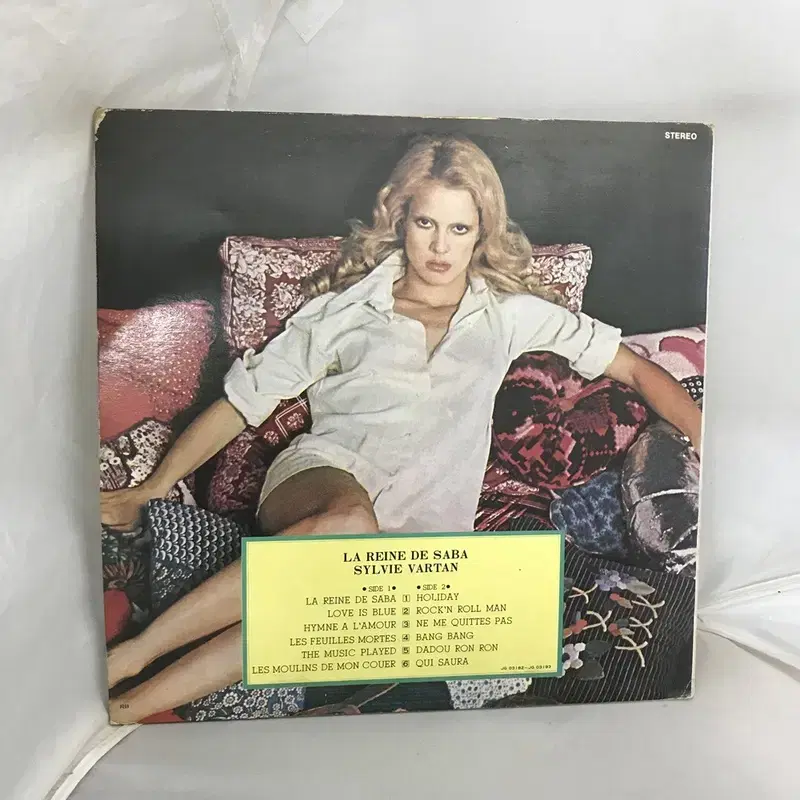 STEREO
LA REINE DE SABA
SYLVIE VARTAN
●SIDE 1● ●SIDE 2●
LA REINE DE SABA 1 HOLIDAY
LOVE IS BLUE 2 ROCK'N ROLL MAN
HYMNE A L'AMOUR 3 NE ME QUITTES PAS
LES FEUILLES MORTES 4 BANG BANG
THE MUSIC PLAYED 5 DADOU RON RON
LES MOULINS DE MON COUER 6 QUI SAURA